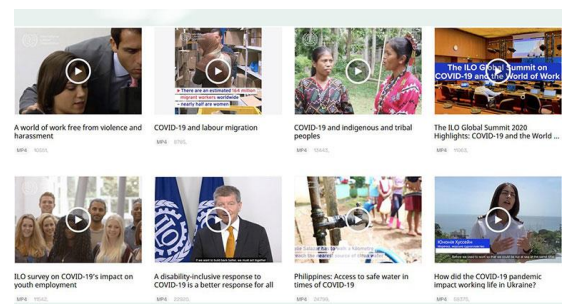 There are an estimated 164 million
migrant workers worldwide
- nearly half are women
The ILO Global Summit on
COVID-19 and the World of Work
A world of work free from violence and
harassment
MP4
COVID-19 and labour migration
MP4
COVID-19 and indigenous and tribal
peoples
MP4
The ILO Global Summit 2020
Highlights: COVID-19 and the World ...
MP4
ILO survey on COVID-19's impact on
youth employment
MP4
A disability-inclusive response to
COVID-19 is a better response for all
MP4
Philippines: Access to safe water in
times of COVID-19
MP4
How did the COVID-19 pandemic
impact working life in Ukraine?
MP4